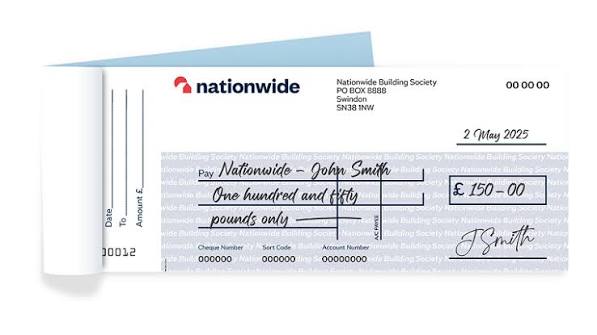 nationwide
Nationwide Building Society
PO BOX 8888
Swindon
SN38 1NW
00 00 00
2 May 2025
Pay Nationwide – John Smith
One hundred and fifty
pounds only
£ 150-00
A/C PAYEE
JSmith
Date
To
Amount £
00012
Cheque Number
Sort Code
Account Number
000000
000000
00000000